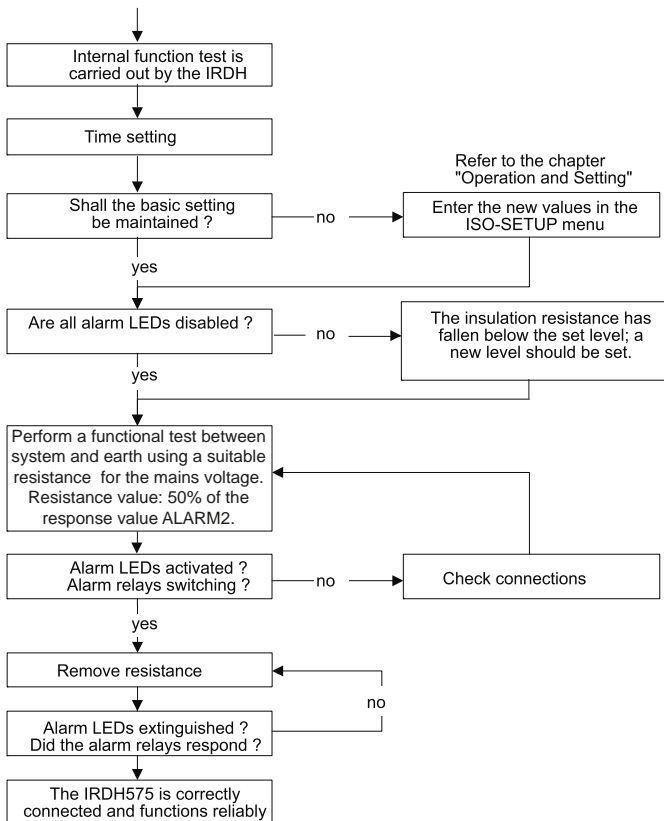 Internal function test is
carried out by the IRDH
Time setting
Refer to the chapter
"Operation and Setting"
Shall the basic setting
be maintained ?
no
Enter the new values in the
ISO-SETUP menu
yes
Are all alarm LEDs disabled ?
no
The insulation resistance has
fallen below the set level; a
new level should be set.
yes
Perform a functional test between
system and earth using a suitable
resistance for the mains voltage.
Resistance value: 50% of the
response value ALARM2.
Alarm LEDs activated ?
Alarm relays switching ?
no
Check connections
yes
Remove resistance
no
Alarm LEDs extinguished ?
Did the alarm relays respond ?
The IRDH575 is correctly
connected and functions reliably